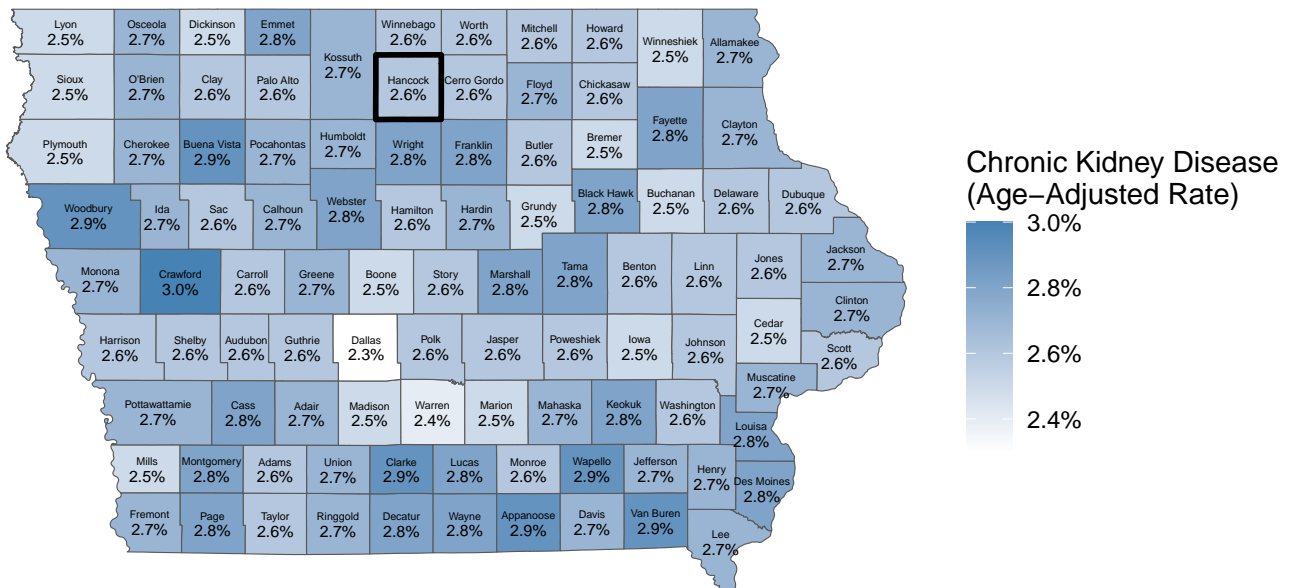 Lyon
2.5%
Osceola
2.7%
Dickinson
2.5%
Emmet
2.8%
Kossuth
2.7%
Winnebago
2.6%
Worth
2.6%
Mitchell
2.6%
Howard
2.6%
Winneshiek
2.5%
Allamakee
2.7%
Sioux
2.5%
O'Brien
2.7%
Clay
2.6%
Palo Alto
2.6%
Hancock
2.6%
Cerro Gordo
2.6%
Floyd
2.7%
Chickasaw
2.6%
Fayette
2.8%
Clayton
2.7%
Plymouth
2.5%
Cherokee
2.7%
Buena Vista
2.9%
Pocahontas
2.7%
Humboldt
2.7%
Wright
2.8%
Franklin
2.8%
Butler
2.6%
Bremer
2.5%
Woodbury
2.9%
Ida
2.7%
Sac
2.6%
Calhoun
2.7%
Webster
2.8%
Hamilton
2.6%
Hardin
2.7%
Grundy
2.5%
Black Hawk
2.8%
Buchanan
2.5%
Delaware
2.6%
Dubuque
2.6%
Monona
2.7%
Crawford
3.0%
Carroll
2.6%
Greene
2.7%
Boone
2.5%
Story
2.6%
Marshall
2.8%
Tama
2.8%
Benton
2.6%
Linn
2.6%
Jones
2.6%
Jackson
2.7%
Clinton
2.7%
Harrison
2.6%
Shelby
2.6%
Audubon
2.6%
Guthrie
2.6%
Dallas
2.3%
Polk
2.6%
Jasper
2.6%
Poweshiek
2.6%
Iowa
2.5%
Johnson
2.6%
Cedar
2.5%
Scott
2.6%
Muscatine
2.7%
Pottawattamie
2.7%
Cass
2.8%
Adair
2.7%
Madison
2.5%
Warren
2.4%
Marion
2.5%
Mahaska
2.7%
Keokuk
2.8%
Washington
2.6%
Louisa
2.8%
Mills
2.5%
Montgomery
2.8%
Adams
2.6%
Union
2.7%
Clarke
2.9%
Lucas
2.8%
Monroe
2.6%
Wapello
2.9%
Jefferson
2.7%
Henry
2.7%
Des Moines
2.8%
Fremont
2.7%
Page
2.8%
Taylor
2.6%
Ringgold
2.7%
Decatur
2.8%
Wayne
2.8%
Appanoose
2.9%
Davis
2.7%
Van Buren
2.9%
Lee
2.7%
Chronic Kidney Disease
(Age−Adjusted Rate)
3.0%
2.8%
2.6%
2.4%